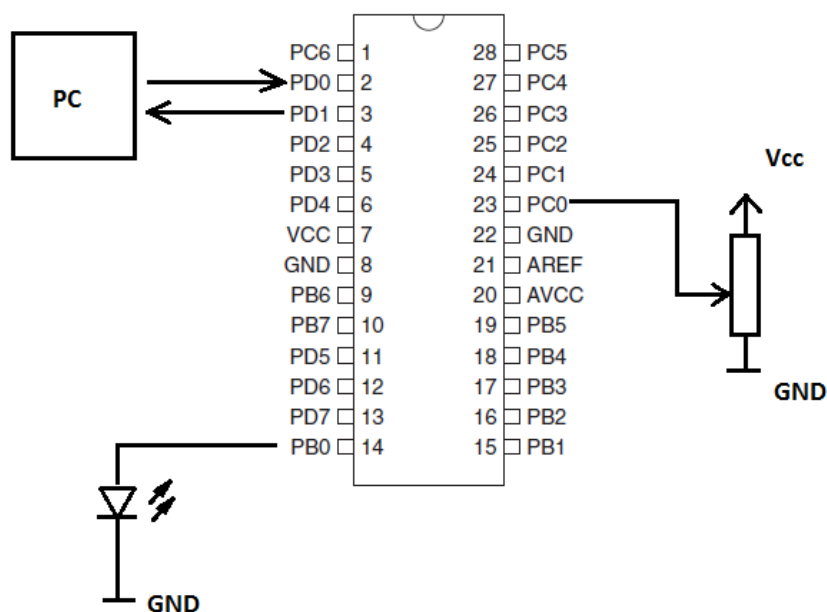 PC
PC6 1 28 PC5
PD0 2 27 PC4
PD1 3 26 PC3
PD2 4 25 PC2
PD3 5 24 PC1
PD4 6 23 PC0
VCC 7 22 GND
GND 8 21 AREF
PB6 9 20 AVCC
PB7 10 19 PB5
PD5 11 18 PB4
PD6 12 17 PB3
PD7 13 16 PB2
PB0 14 15 PB1
Vcc
GND
GND